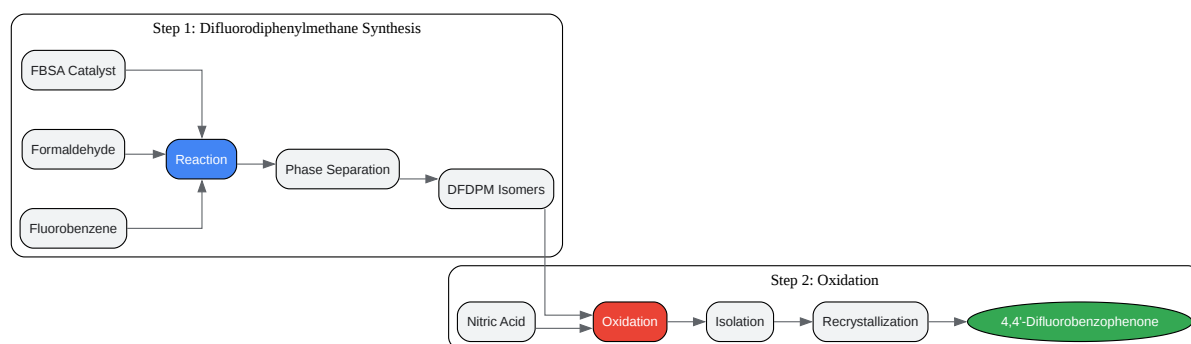 Step 1: Difluorodiphenylmethane Synthesis
FBSA Catalyst
Formaldehyde
Reaction
Phase Separation
DFDPM Isomers
Fluorobenzene
Step 2: Oxidation
Nitric Acid
Oxidation
Isolation
Recrystallization
4,4'-Difluorobenzophenone